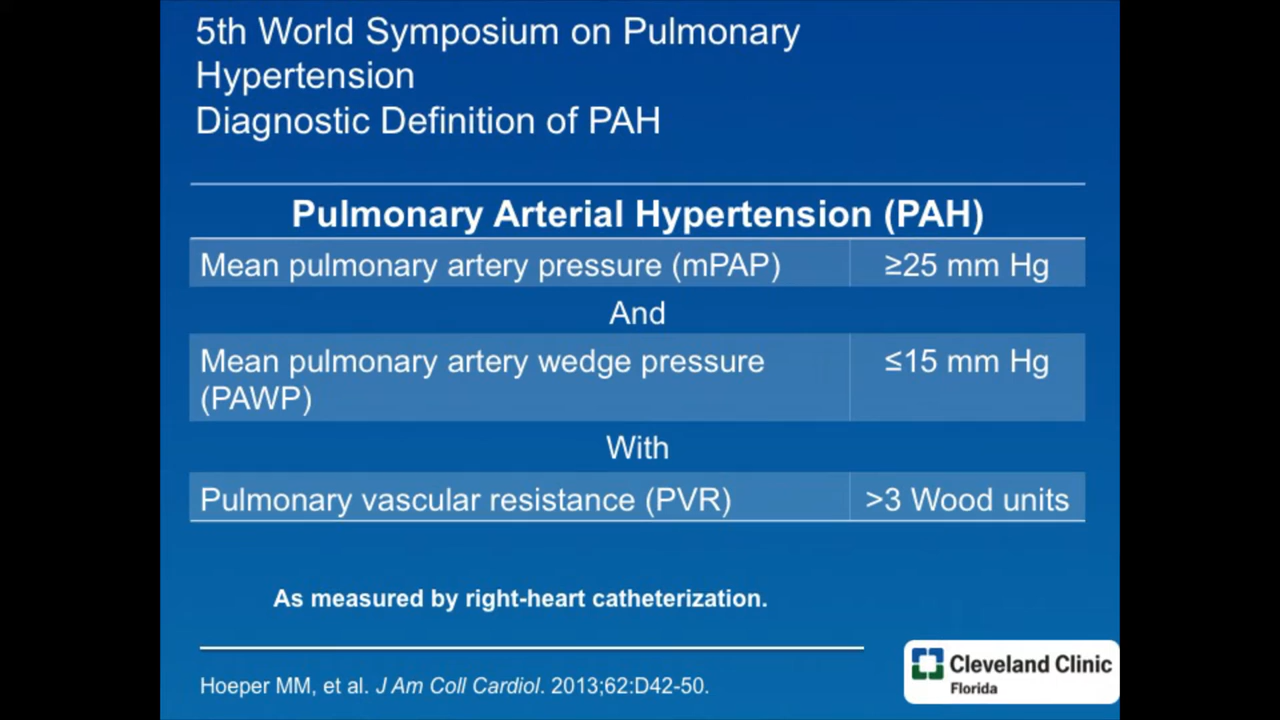 5th World Symposium on Pulmonary
Hypertension
Diagnostic Definition of PAH
Pulmonary Arterial Hypertension (PAH)
Mean pulmonary artery pressure (mPAP) ≥25 mm Hg
And
Mean pulmonary artery wedge pressure ≤15 mm Hg
(PAWP)
With
Pulmonary vascular resistance (PVR) >3 Wood units
As measured by right-heart catheterization.
Hoeper MM, et al. J Am Coll Cardiol. 2013;62:D42-50.
Cleveland Clinic
Florida